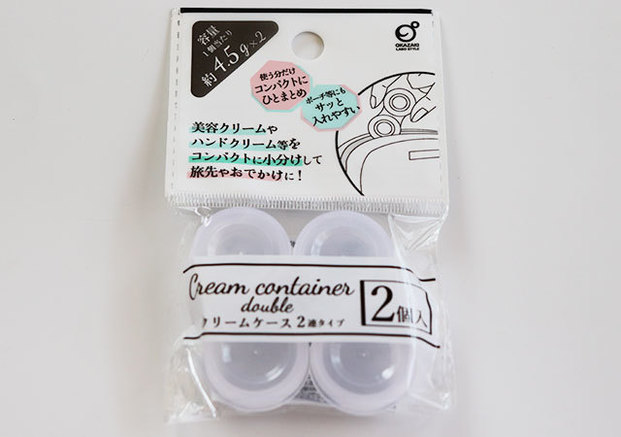 容量
1個当たり
約4.5g×2
OKAZAKI
LABO STYLE
使う分だけ
コンパクトに
ひとまとめ
ポーチ等にも
サッと
入れやすい
美容クリームや
ハンドクリーム等を
コンパクトに小分けして
旅先やおでかけに!
Cream container
double
クリームケース 2連タイプ
2個入